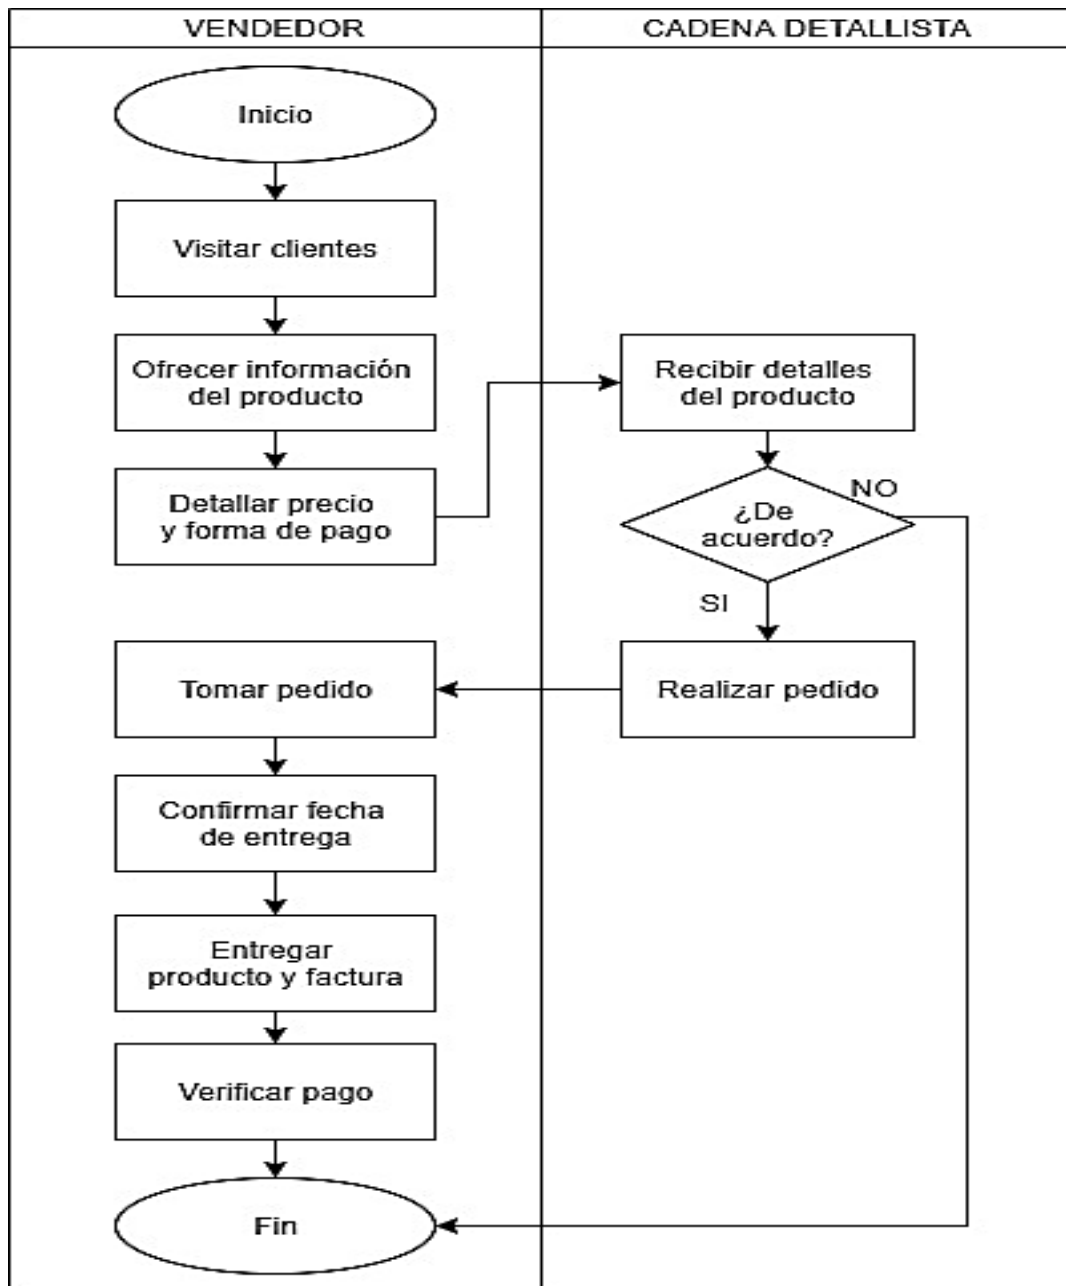 VENDEDOR
CADENA DETALLISTA
Inicio
Visitar clientes
Ofrecer información
del producto
Detallar precio
y forma de pago
Recibir detalles
del producto
¿De
acuerdo?
NO
SI
Realizar pedido
Tomar pedido
Confirmar fecha
de entrega
Entregar
producto y factura
Verificar pago
Fin